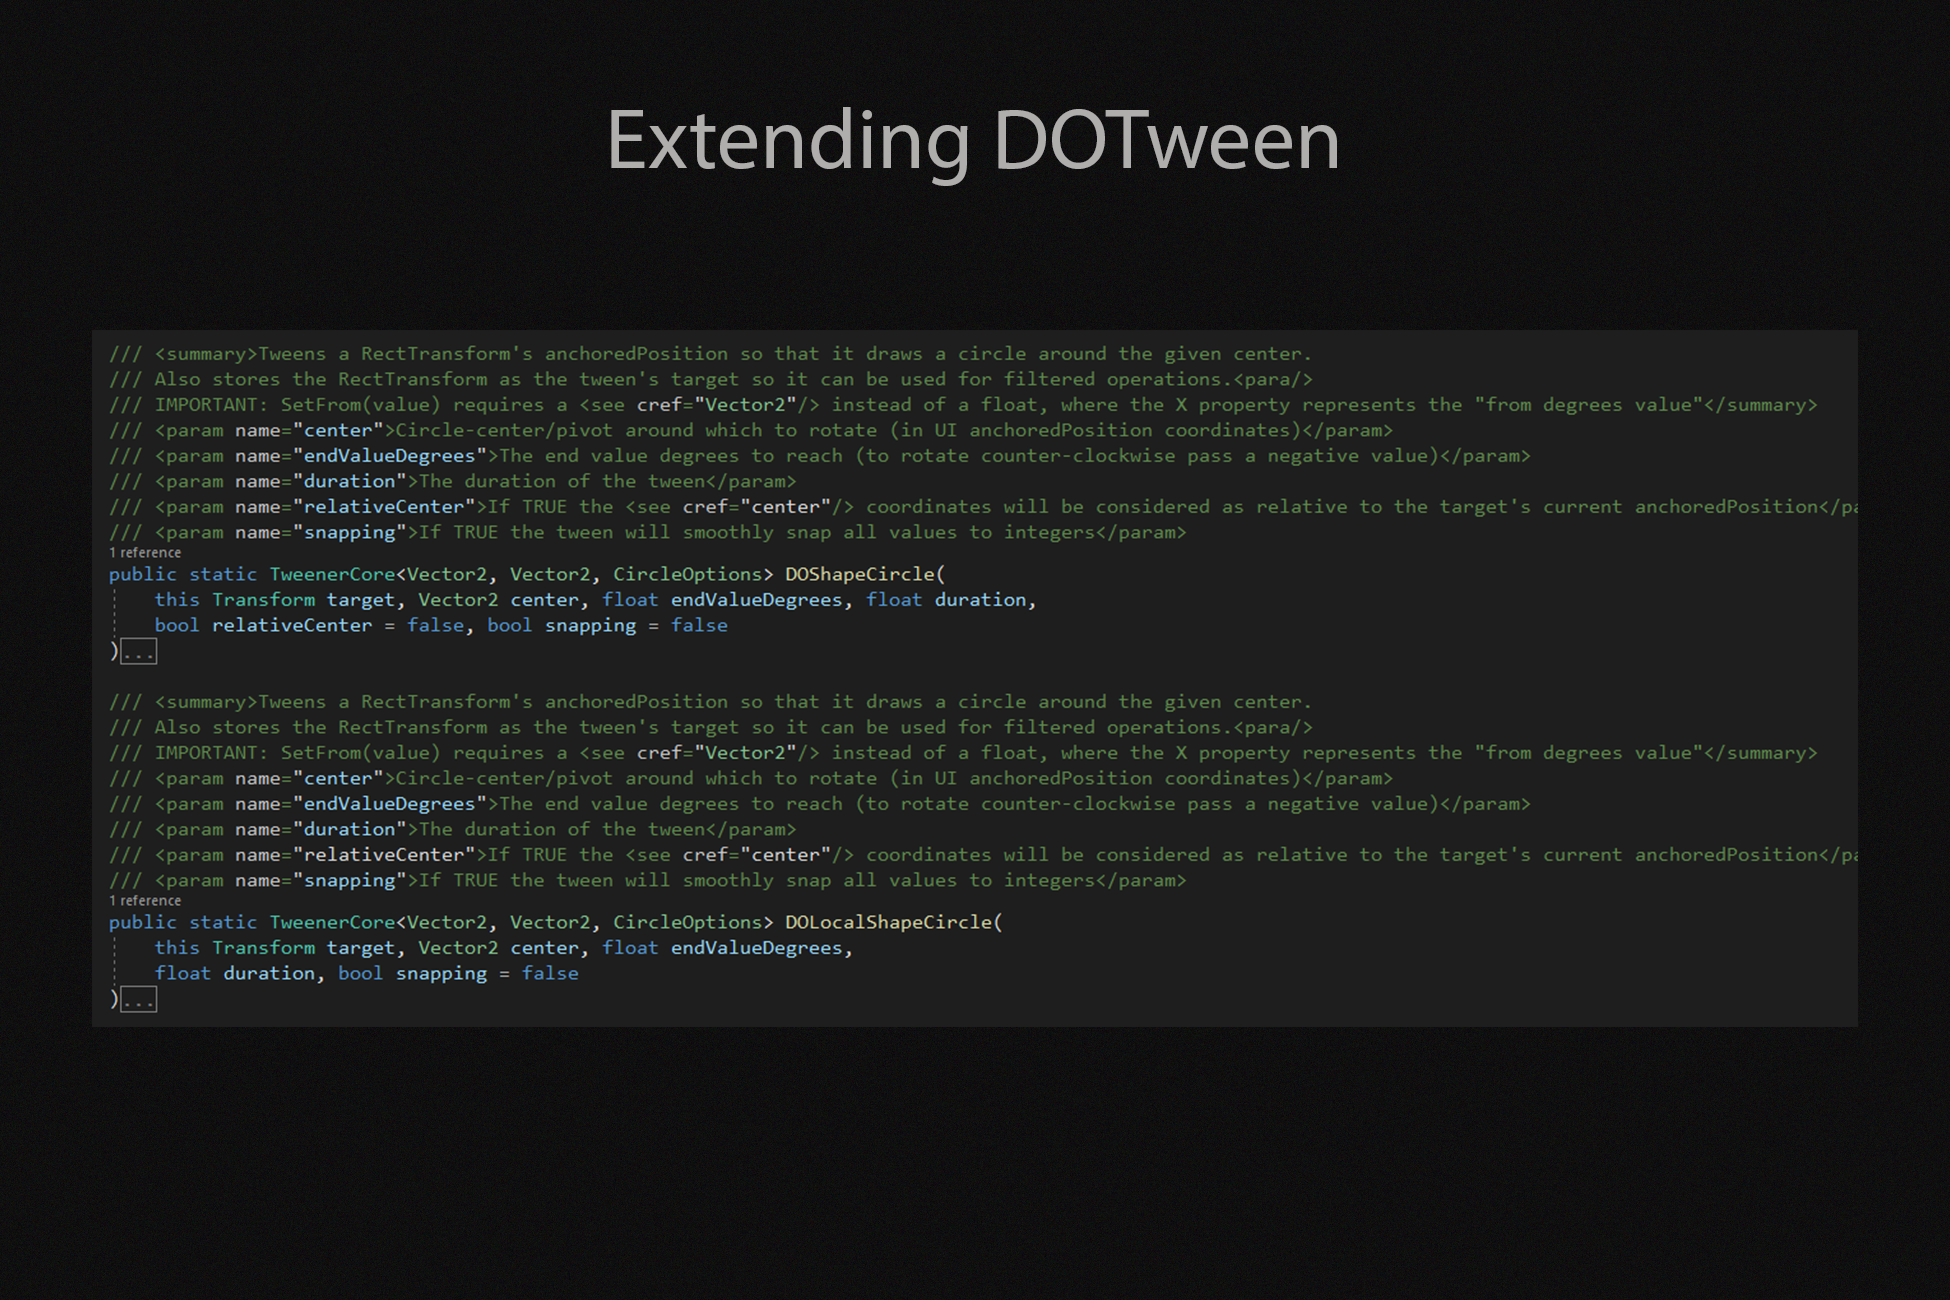 Extending DOTween
/// <summary>Tweens a RectTransform's anchoredPosition so that it draws a circle around the given center.
/// Also stores the RectTransform as the tween's target so it can be used for filtered operations.<para/>
/// IMPORTANT: SetFrom(value) requires a <see cref="Vector2"/> instead of a float, where the X property represents the "from degrees value"</summary>
/// <param name="center">Circle-center/pivot around which to rotate (in UI anchoredPosition coordinates)</param>
/// <param name="endValueDegrees">The end value degrees to reach (to rotate counter-clockwise pass a negative value)</param>
/// <param name="duration">The duration of the tween</param>
/// <param name="relativeCenter">If TRUE the <see cref="center"/> coordinates will be considered as relative to the target's current anchoredPosition</pa
/// <param name="snapping">If TRUE the tween will smoothly snap all values to integers</param>
1 reference
public static TweenerCore<Vector2, Vector2, CircleOptions> DOShapeCircle(
    this Transform target, Vector2 center, float endValueDegrees, float duration,
    bool relativeCenter = false, bool snapping = false
)...
/// <summary>Tweens a RectTransform's anchoredPosition so that it draws a circle around the given center.
/// Also stores the RectTransform as the tween's target so it can be used for filtered operations.<para/>
/// IMPORTANT: SetFrom(value) requires a <see cref="Vector2"/> instead of a float, where the X property represents the "from degrees value"</summary>
/// <param name="center">Circle-center/pivot around which to rotate (in UI anchoredPosition coordinates)</param>
/// <param name="endValueDegrees">The end value degrees to reach (to rotate counter-clockwise pass a negative value)</param>
/// <param name="duration">The duration of the tween</param>
/// <param name="relativeCenter">If TRUE the <see cref="center"/> coordinates will be considered as relative to the target's current anchoredPosition</pa
/// <param name="snapping">If TRUE the tween will smoothly snap all values to integers</param>
1 reference
public static TweenerCore<Vector2, Vector2, CircleOptions> DOLocalShapeCircle(
    this Transform target, Vector2 center, float endValueDegrees,
    float duration, bool snapping = false
)...